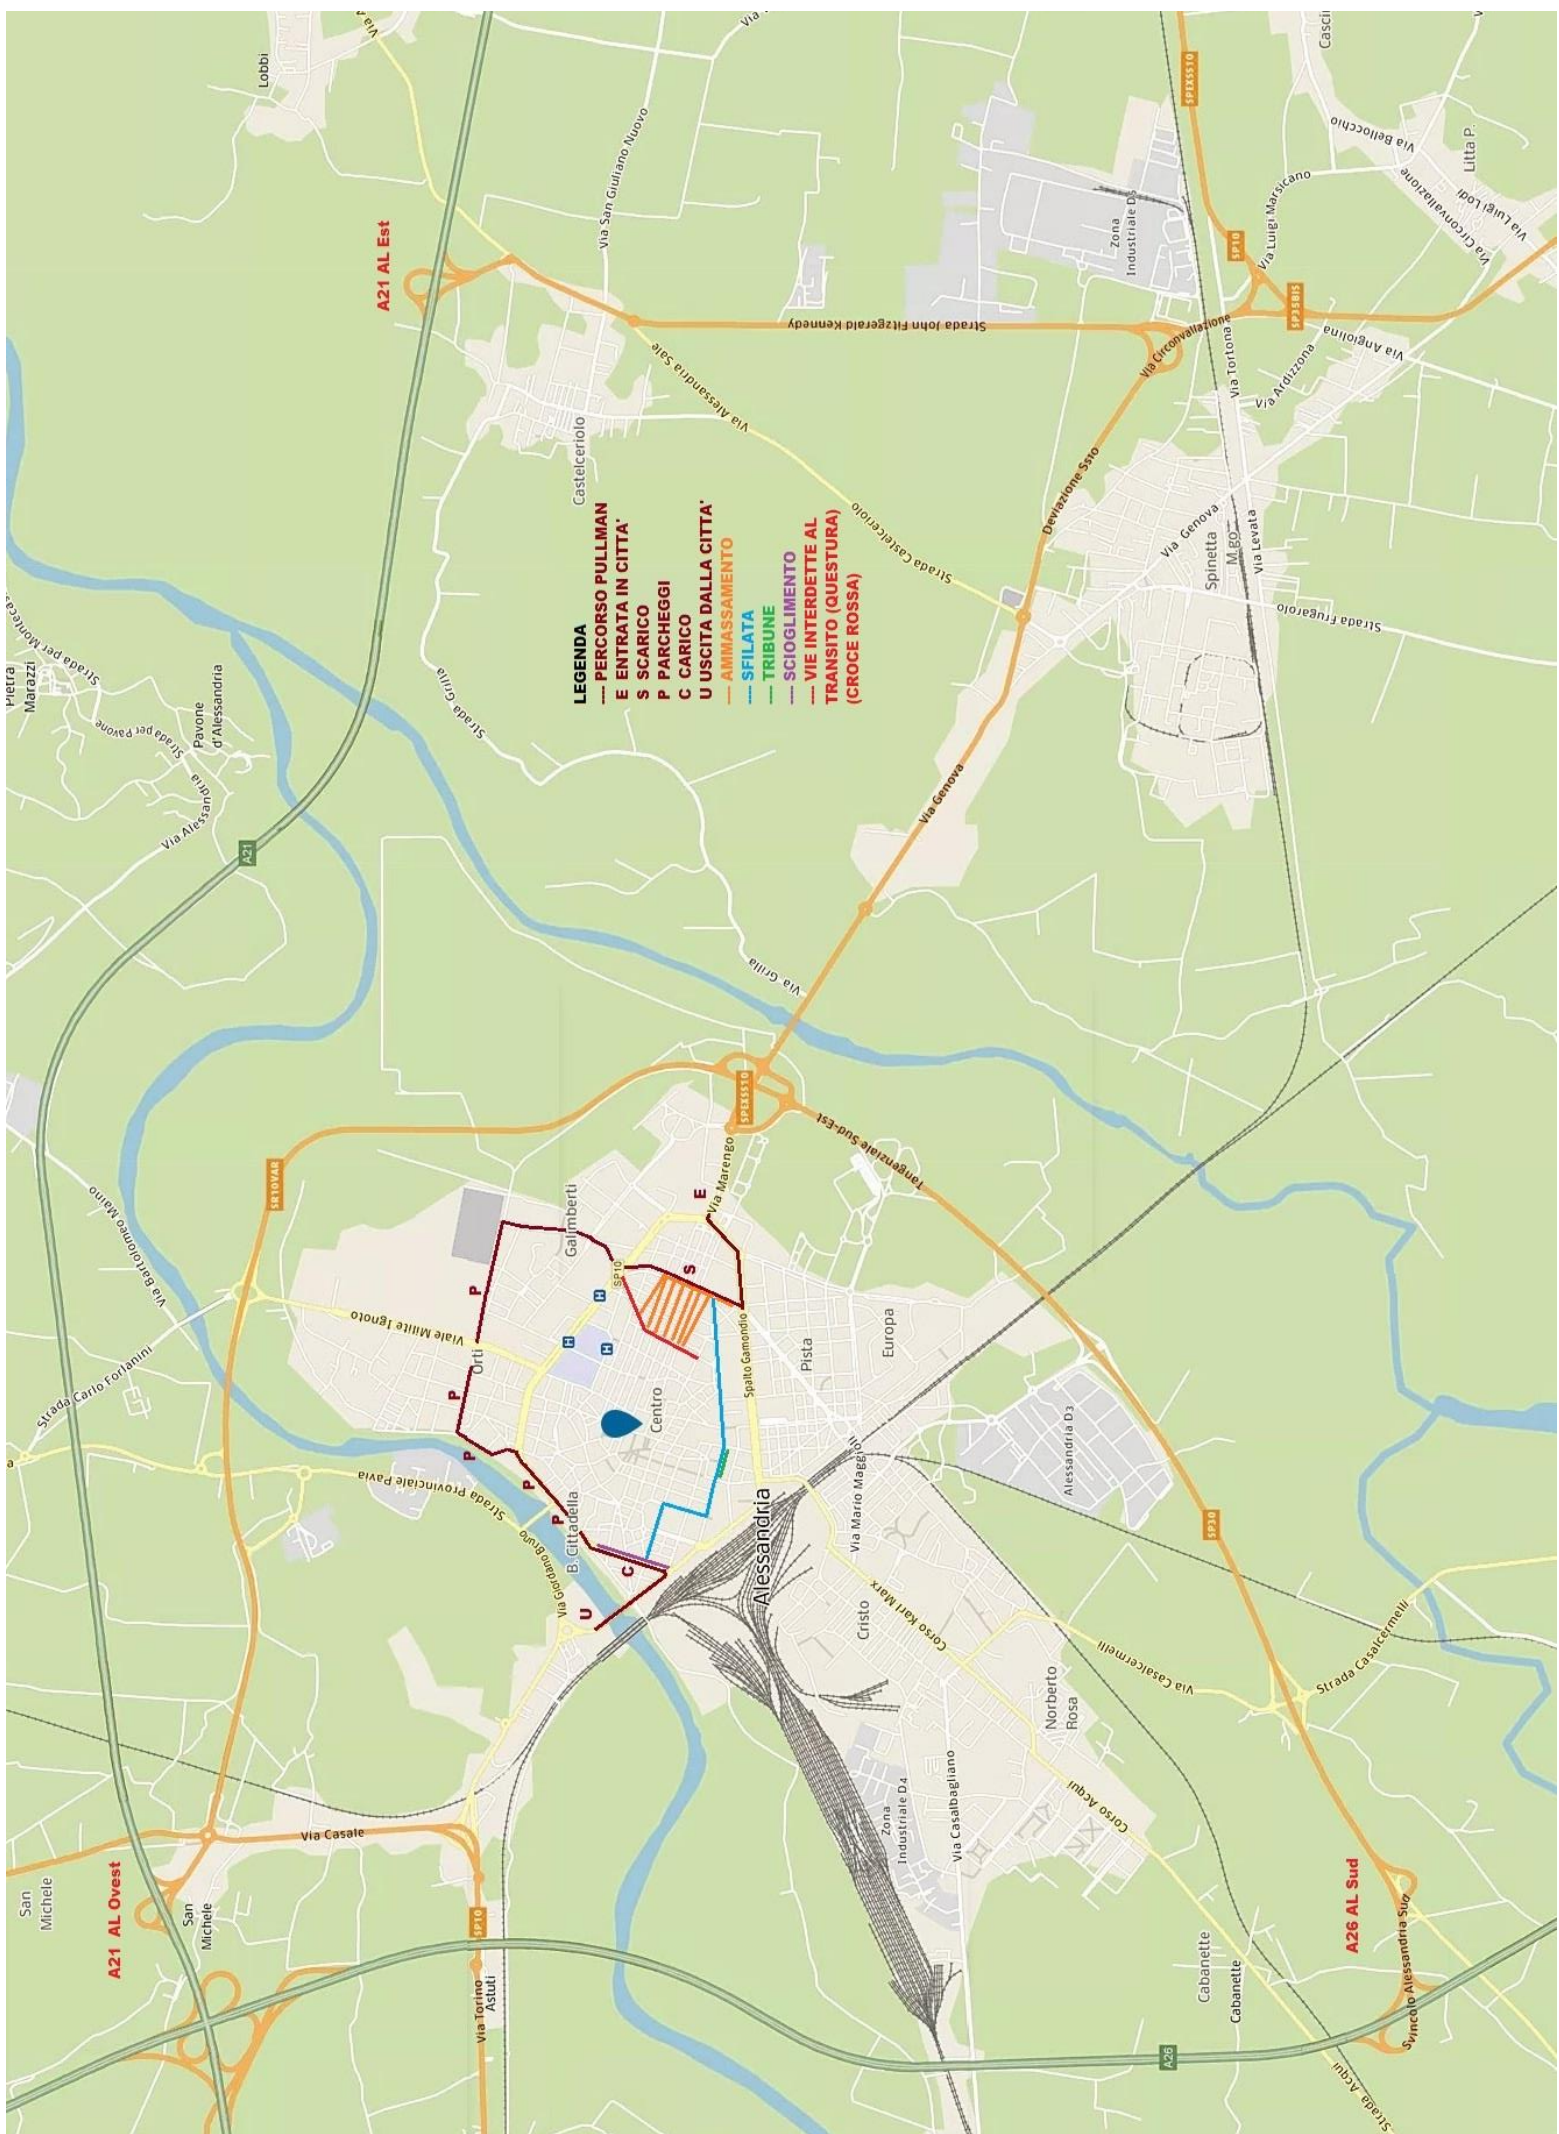 LEGENDA
--- PERCORSO PULLMAN
E ENTRATA IN CITTA'
S SCARICO
P PARCHEGGI
C CARICO
U USCITA DALLA CITTA'
--- AMMASSAMENTO
--- SFILATA
--- TRIBUNE
--- SCIOGLIMENTO
--- VIE INTERDETTE AL
TRANSITO (QUESTURA)
(CROCE ROSSA)
A21 AL Ovest
San
Michele
San
Michele
Via Casale
SP10
Via Torino
Astuti
A26 AL Sud
Svincolo Alessandria Sud
Strada Acqui
A26
Cabanette
Cabanette
Corso Acqui
Via Casalbagliano
Zona
Industriale D4
Norberto
Rosa
Cristo
Corso Karl Marx
Via Casalcermelli
Strada Casalcermelli
SP30
Alessandria D3
Via Mario Maggioli
Alessandria
U
C
P
P
P
P
P
S
E
B. Cittadella
Via Giordano Bruno
Strada Provinciale Pavia
Strada Carlo Forlanini
Via Bartolomeo Maino
Viale Milite Ignoto
Orti
Centro
H
H
H
Galimberti
SP10
Spalto Gamondio
Pista
Europa
Via Marengo
SPEXSS10
SR10VAR
Tangenziale Sud-Est
Via Genova
Via Grilla
Strada Grilla
A21
Via Alessandria
Pavone
d'Alessandria
Strada per Pavone
Pietra
Marazzi
A21 AL Est
Lobbi
Castelceriolo
Via San Giuliano Nuovo
Via Alessandria Sale
Strada Castelceriolo
Strada John Fitzgerald Kennedy
Deviazione Ss10
Via Circonvallazione
Zona
Industriale D5
SPEXSS10
SP10
SP35BIS
Via Tortona
Via Ardizzona
Via Angiolina
Via Luigi Marsicano
Via Bellocchio
Via Circonvallazione
Via Luigi Lodi
Litta P.
Via Genova
Spinetta
M.go
Via Levata
Strada Frugarolo